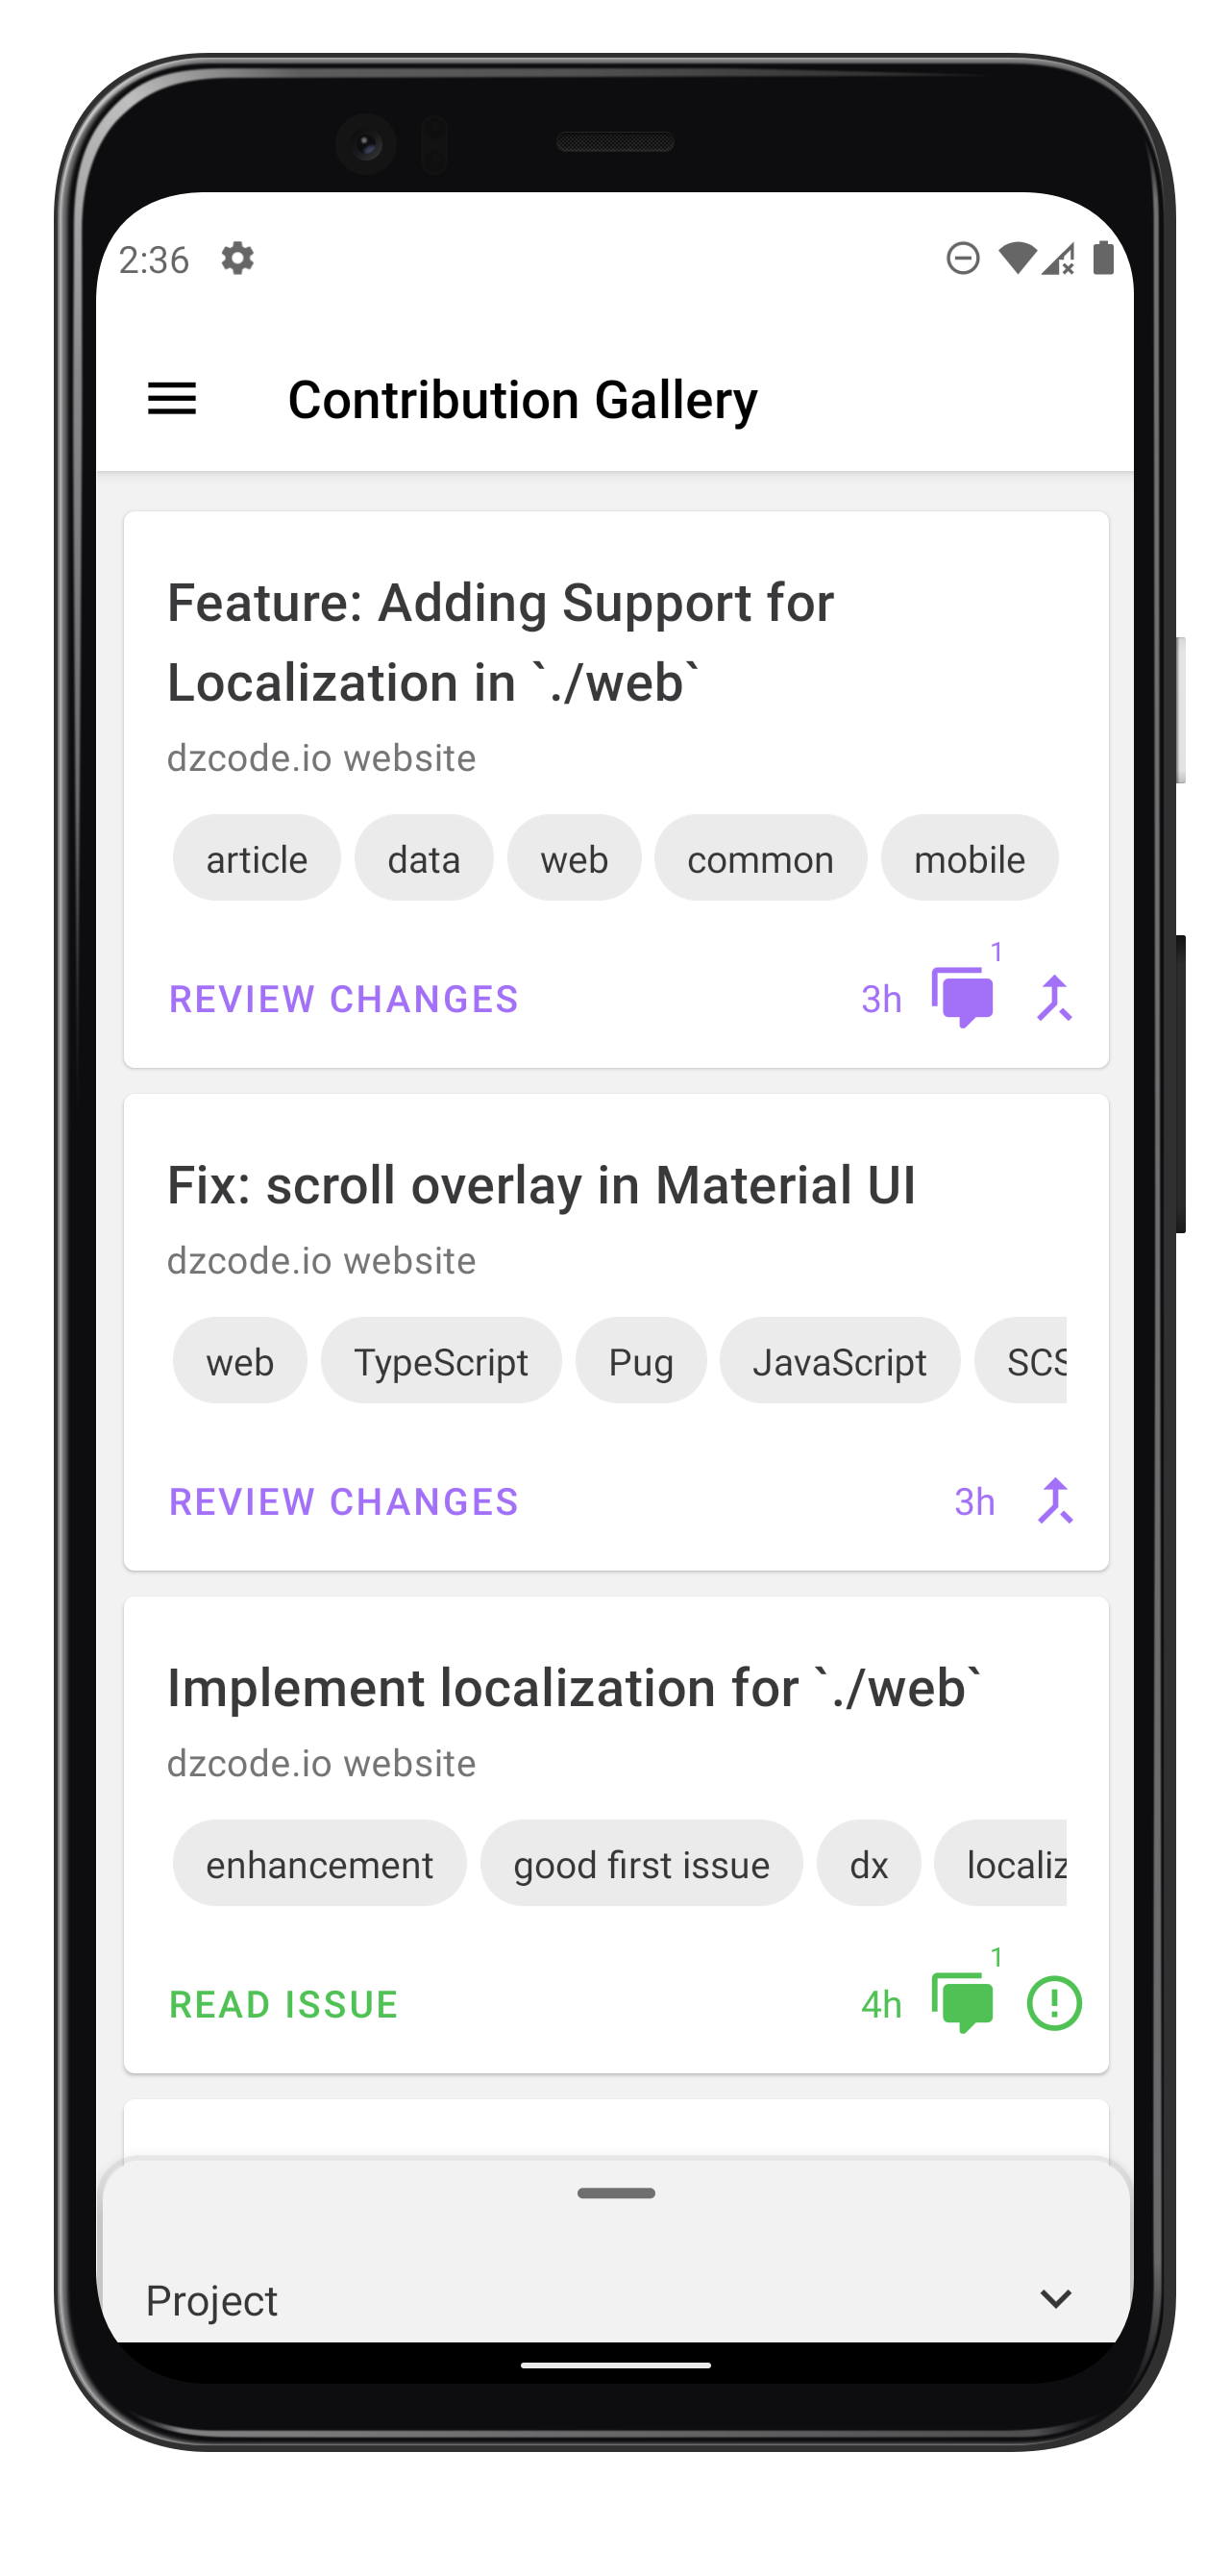 2:36
Contribution Gallery
Feature: Adding Support for
Localization in `./web`
dzcode.io website
article data web common mobile
1
REVIEW CHANGES 3h
Fix: scroll overlay in Material UI
dzcode.io website
web TypeScript Pug JavaScript SCS
REVIEW CHANGES 3h
Implement localization for `./web`
dzcode.io website
enhancement good first issue dx localiz
1
READ ISSUE 4h
Project